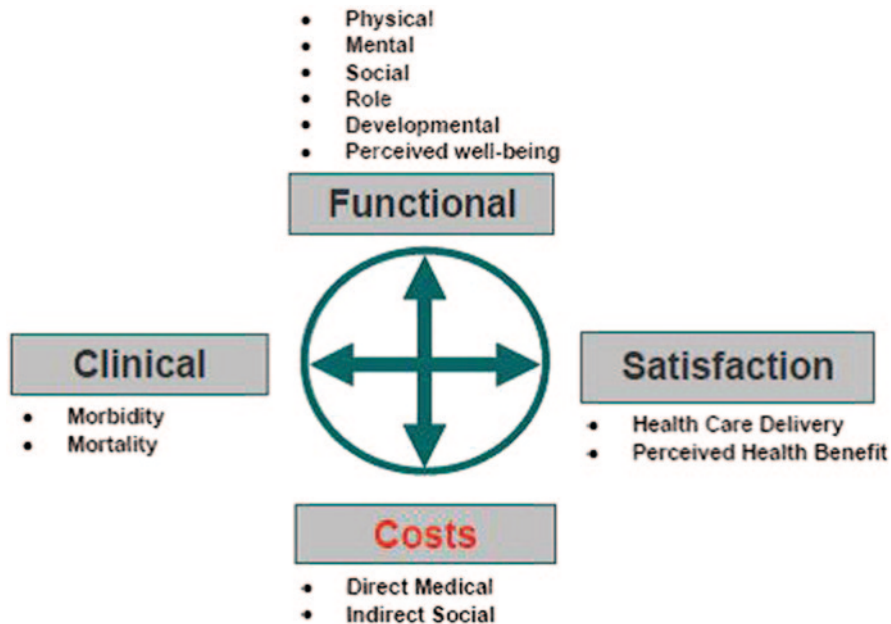 • Physical
• Mental
• Social
• Role
• Developmental
• Perceived well-being
Functional
Clinical
• Morbidity
• Mortality
Satisfaction
• Health Care Delivery
• Perceived Health Benefit
Costs
• Direct Medical
• Indirect Social